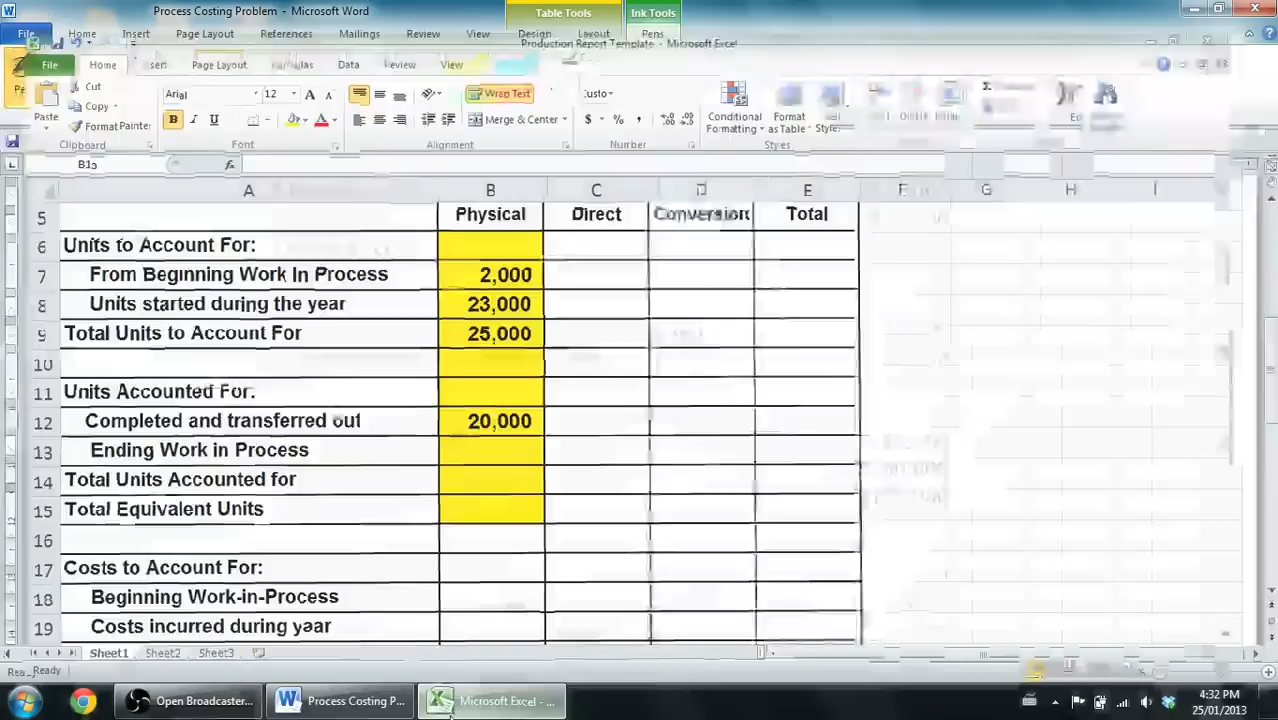 Process Costing Problem - Microsoft Word
Table Tools
Ink Tools
File Home Insert Page Layout References Mailings Review View Design Layout Pens
Production Report Template - Microsoft Excel
File Home Page Layout Data View
Cut
Copy
Format Painter
Paste
Arial 12 A A
B I U
Wrap Text
Merge & Center
$ % ,
Conditional Formatting
Format as Table
Clipboard Font Alignment Number Styles
fx
A B C D E F G H I
5 Physical Direct Conversion Total
6 Units to Account For:
7 From Beginning Work In Process 2,000
8 Units started during the year 23,000
9 Total Units to Account For 25,000
10
11 Units Accounted For:
12 Completed and transferred out 20,000
13 Ending Work in Process
14 Total Units Accounted for
15 Total Equivalent Units
16
17 Costs to Account For:
18 Beginning Work-in-Process
19 Costs incurred during year
Sheet1 Sheet2 Sheet3
Ready
Open Broadcaster...
Process Costing P...
Microsoft Excel - ...
4:32 PM
25/01/2013